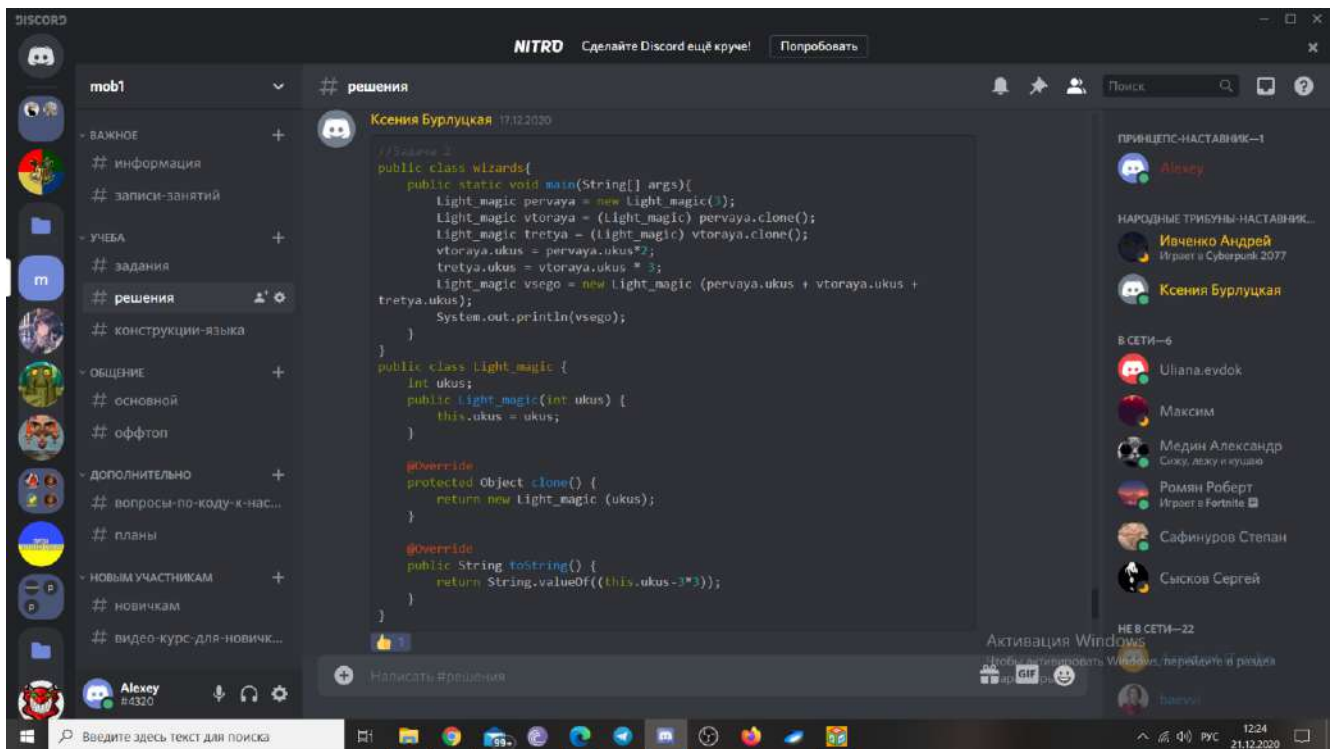 DISCORD
NITRO Сделайте Discord ещё круче! Попробовать
mob1
# решения
Поиск
ВАЖНОЕ
# информация
# записи-занятий
УЧЕБА
# задания
# решения
# конструкции-языка
ОБЩЕНИЕ
# основной
# оффтоп
ДОПОЛНИТЕЛЬНО
# вопросы-по-коду-к-нас...
# планы
НОВЫМ УЧАСТНИКАМ
# новичкам
# видео-курс-для-новичк...
m
99+
Alexey
#4320
Ксения Бурлуцкая 17.12.2020
//Задача 2
public class wizards{
public static void main(String[] args){
Light_magic pervaya = new Light_magic(3);
Light_magic vtoraya = (Light_magic) pervaya.clone();
Light_magic tretya = (Light_magic) vtoraya.clone();
vtoraya.ukus = pervaya.ukus*2;
tretya.ukus = vtoraya.ukus * 3;
Light_magic vsego = new Light_magic (pervaya.ukus + vtoraya.ukus +
tretya.ukus);
System.out.println(vsego);
}
}
public class Light_magic {
int ukus;
public Light_magic(int ukus) {
this.ukus = ukus;
}
@Override
protected Object clone() {
return new Light_magic (ukus);
}
@Override
public String toString() {
return String.valueOf((this.ukus-3*3));
}
}
1
Написать #решения
GIF
ПРИНЦЕПС-НАСТАВНИК—1
Alexey
НАРОДНЫЕ ТРИБУНЫ-НАСТАВНИК...
Ивченко Андрей
Играет в Cyberpunk 2077
Ксения Бурлуцкая
В СЕТИ—6
Uliana.evdok
Максим
Медин Александр
Сижу, лежу и кушаю
Ромян Роберт
Играет в Fortnite
Сафинуров Степан
Сысков Сергей
НЕ В СЕТИ—22
Активация Windows
Чтобы активировать Windows, перейдите в раздел
Введите здесь текст для поиска
РУС
12:24
21.12.2020